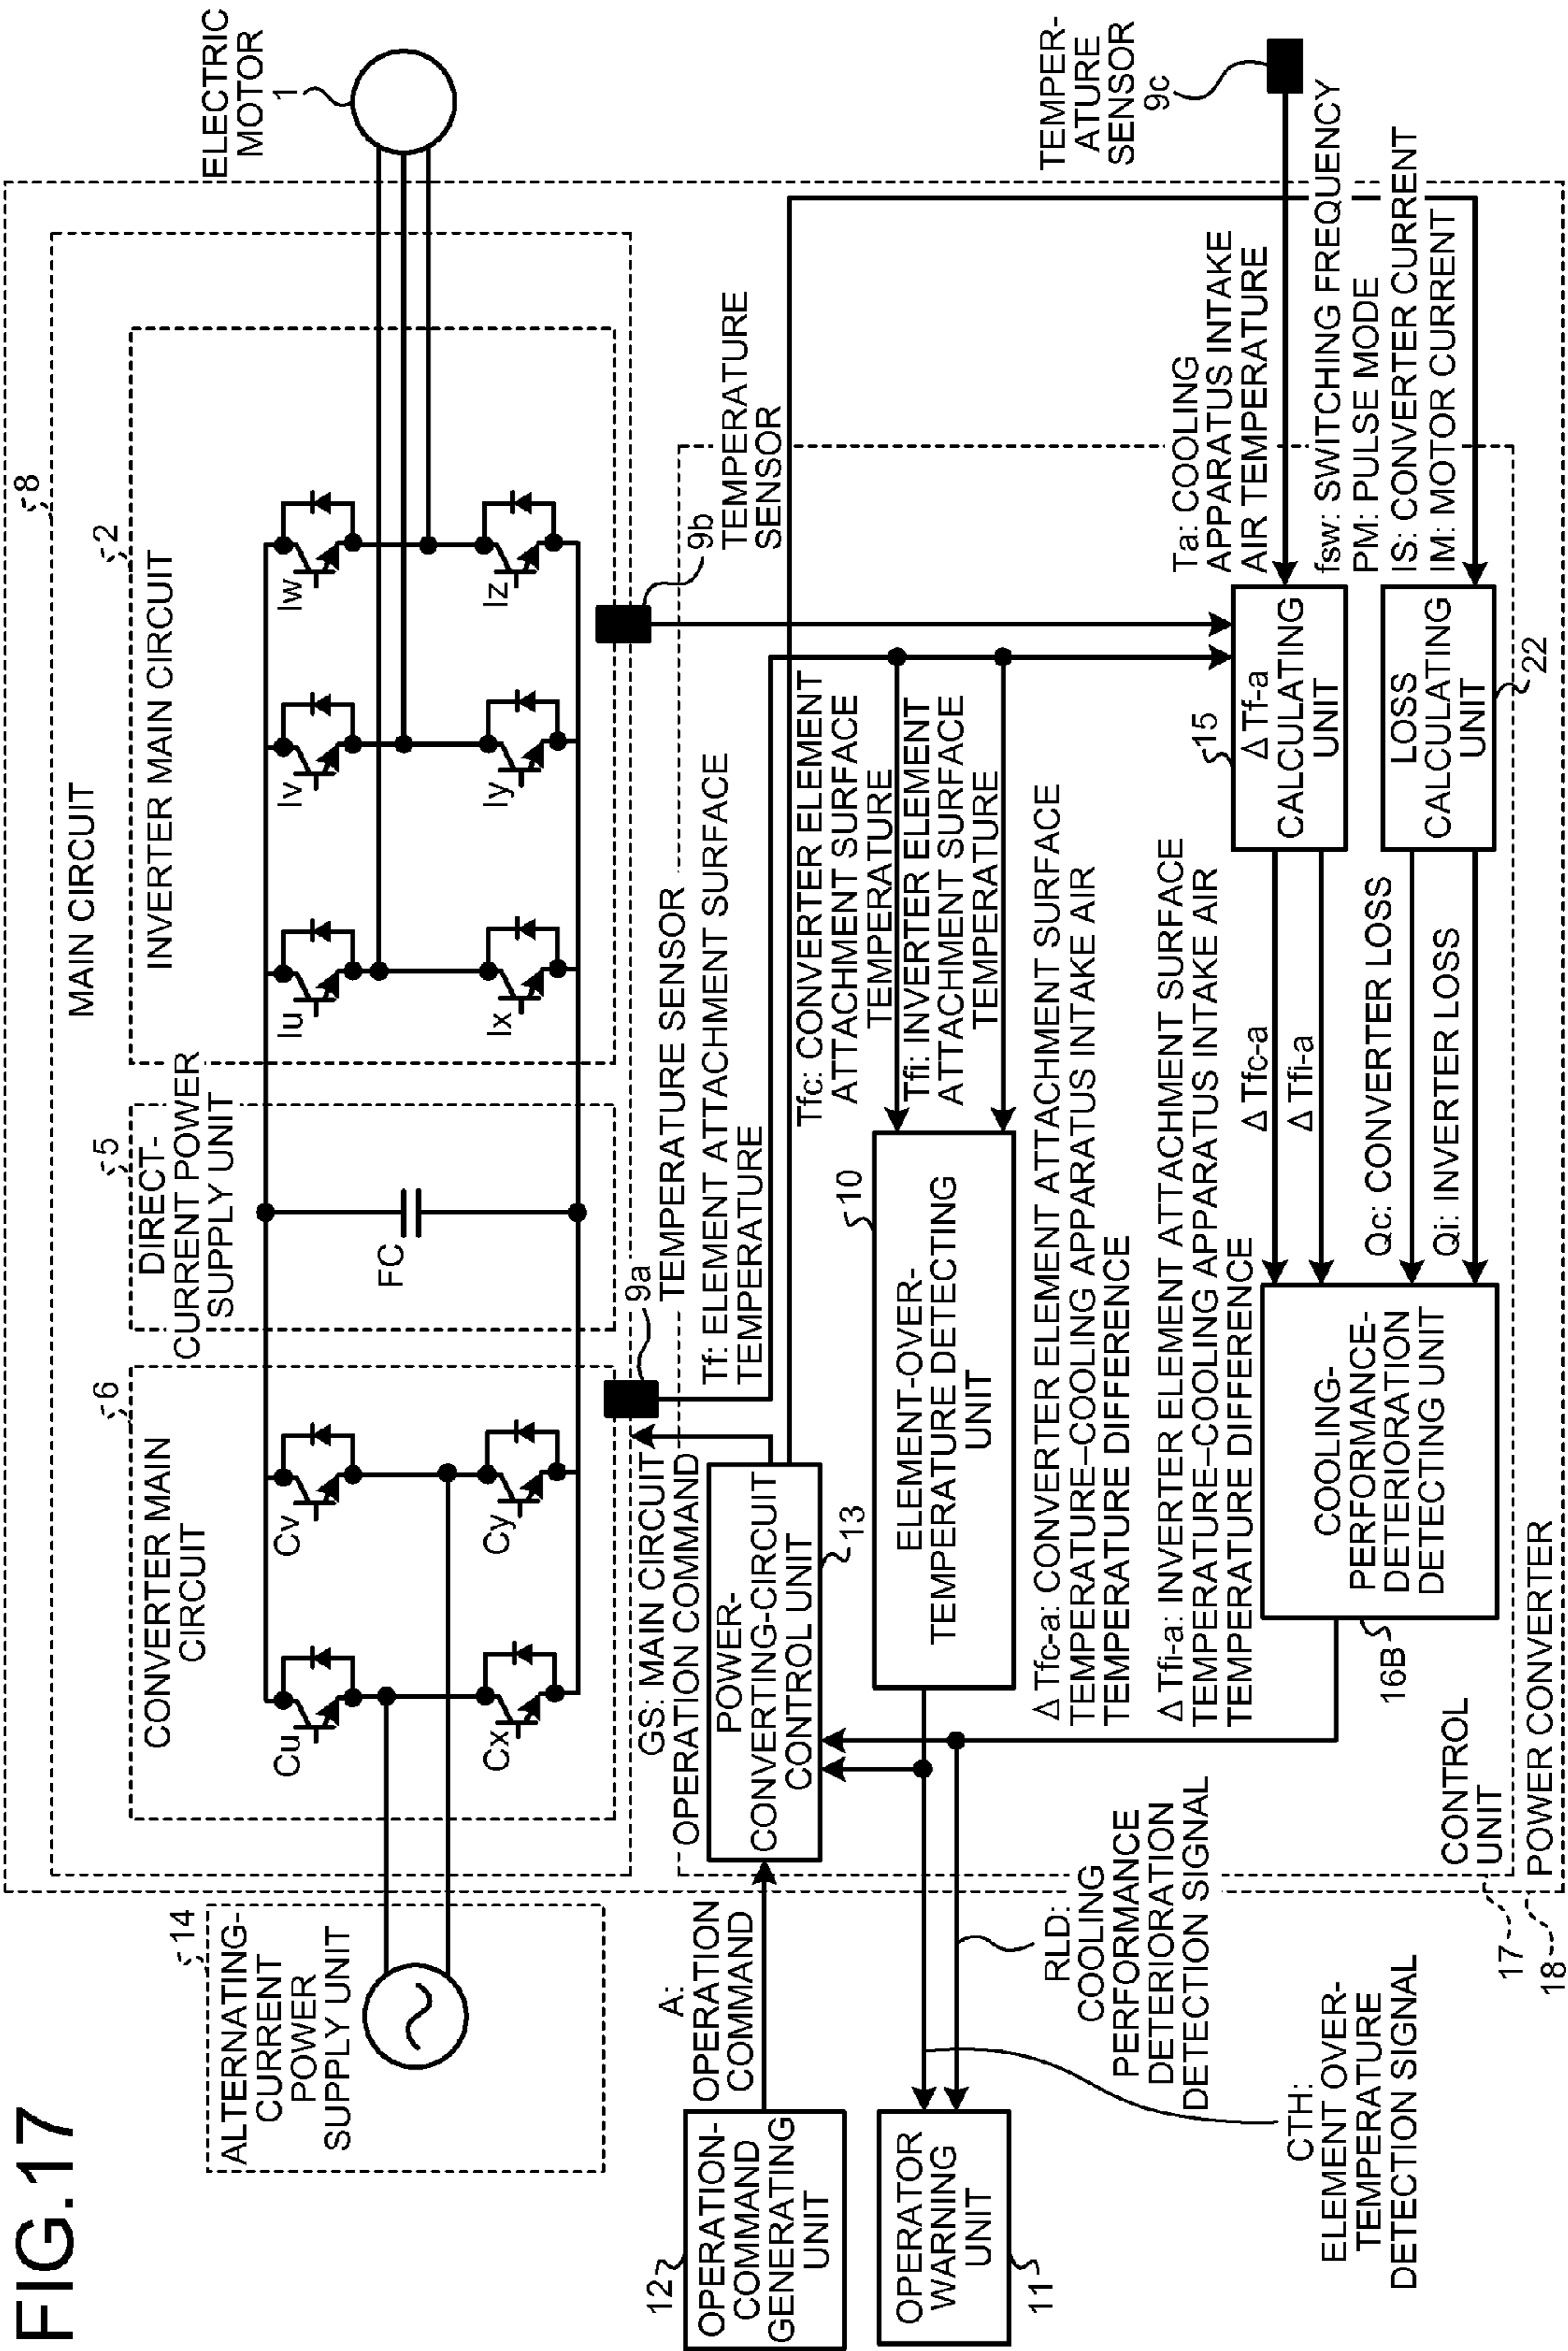 FIG.17
14
ALTERNATING-
CURRENT
POWER
SUPPLY UNIT
8
MAIN CIRCUIT
6
CONVERTER MAIN
CIRCUIT
Cu
Cv
Cx
Cy
5
DIRECT-
CURRENT POWER
SUPPLY UNIT
FC
2
INVERTER MAIN CIRCUIT
Iu
Iv
Iw
Ix
Iy
Iz
ELECTRIC
MOTOR
1
GS: MAIN CIRCUIT
OPERATION COMMAND
9a
TEMPERATURE SENSOR
Tf: ELEMENT ATTACHMENT SURFACE
TEMPERATURE
9b
TEMPERATURE
SENSOR
12
OPERATION-
COMMAND
GENERATING
UNIT
A:
OPERATION
COMMAND
POWER-
CONVERTING-CIRCUIT
CONTROL UNIT
13
Tfc: CONVERTER ELEMENT
ATTACHMENT SURFACE
TEMPERATURE
Tfi: INVERTER ELEMENT
ATTACHMENT SURFACE
TEMPERATURE
10
ELEMENT-OVER-
TEMPERATURE DETECTING
UNIT
OPERATOR
WARNING
UNIT
11
RLD:
COOLING
PERFORMANCE
DETERIORATION
DETECTION SIGNAL
CTH:
ELEMENT OVER-
TEMPERATURE
DETECTION SIGNAL
Δ Tfc-a: CONVERTER ELEMENT ATTACHMENT SURFACE
TEMPERATURE–COOLING APPARATUS INTAKE AIR
TEMPERATURE DIFFERENCE
Δ Tfi-a: INVERTER ELEMENT ATTACHMENT SURFACE
TEMPERATURE–COOLING APPARATUS INTAKE AIR
TEMPERATURE DIFFERENCE
TEMPER-
ATURE
SENSOR
9c
Ta: COOLING
APPARATUS INTAKE
AIR TEMPERATURE
15
Δ Tf-a
CALCULATING
UNIT
Δ Tfc-a
Δ Tfi-a
fsw: SWITCHING FREQUENCY
PM: PULSE MODE
IS: CONVERTER CURRENT
IM: MOTOR CURRENT
LOSS
CALCULATING
UNIT
22
Qc: CONVERTER LOSS
Qi: INVERTER LOSS
COOLING-
PERFORMANCE-
DETERIORATION
DETECTING UNIT
16B
CONTROL
UNIT
17
POWER CONVERTER
18